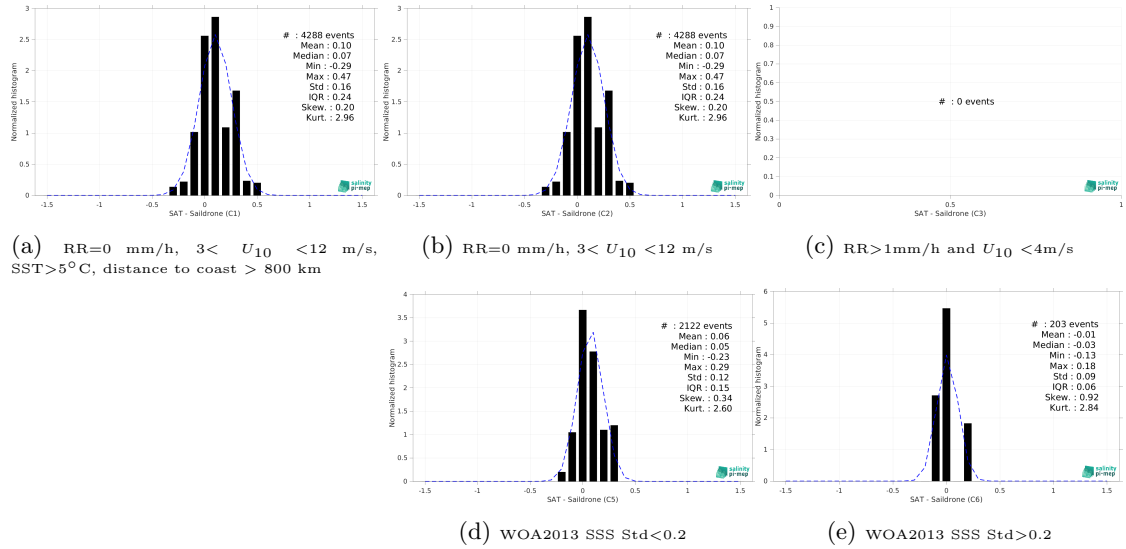 3
2.5
2
1.5
1
0.5
0
-1.5
-1
-0.5
0
0.5
1
1.5
Normalized histogram
SAT - Saildrone (C1)
# : 4288 events
Mean : 0.10
Median : 0.07
Min : -0.29
Max : 0.47
Std : 0.16
IQR : 0.24
Skew. : 0.20
Kurt. : 2.96
salinity
pi-mep
(a) RR=0 mm/h, 3< U10 <12 m/s,
SST>5°C, distance to coast > 800 km
3
2.5
2
1.5
1
0.5
0
-1.5
-1
-0.5
0
0.5
1
1.5
Normalized histogram
SAT - Saildrone (C2)
# : 4288 events
Mean : 0.10
Median : 0.07
Min : -0.29
Max : 0.47
Std : 0.16
IQR : 0.24
Skew. : 0.20
Kurt. : 2.96
salinity
pi-mep
(b) RR=0 mm/h, 3< U10 <12 m/s
1
0.9
0.8
0.7
0.6
0.5
0.4
0.3
0.2
0.1
0
0
0.5
1
Normalized histogram
SAT - Saildrone (C3)
# : 0 events
salinity
pi-mep
(c) RR>1mm/h and U10 <4m/s
4
3.5
3
2.5
2
1.5
1
0.5
0
-1.5
-1
-0.5
0
0.5
1
1.5
Normalized histogram
SAT - Saildrone (C5)
# : 2122 events
Mean : 0.06
Median : 0.05
Min : -0.23
Max : 0.29
Std : 0.12
IQR : 0.15
Skew. : 0.34
Kurt. : 2.60
salinity
pi-mep
(d) WOA2013 SSS Std<0.2
6
5
4
3
2
1
0
-1.5
-1
-0.5
0
0.5
1
1.5
Normalized histogram
SAT - Saildrone (C6)
# : 203 events
Mean : -0.01
Median : -0.03
Min : -0.13
Max : 0.18
Std : 0.09
IQR : 0.06
Skew. : 0.92
Kurt. : 2.84
salinity
pi-mep
(e) WOA2013 SSS Std>0.2